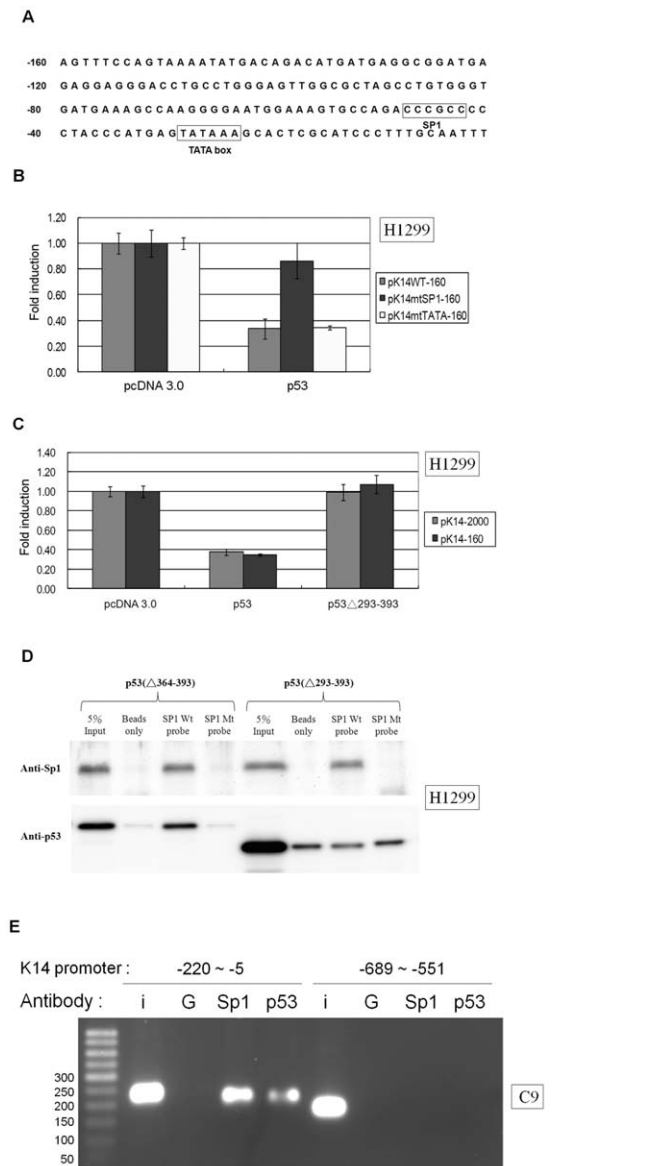 A
-160 AGTTTCCAGTAAAATATGACAGACATGATGAGGCGGATGA
-120 GAGGAGGGACCTGCCTGGGAGTTGGCGCTAGCCTGTGGGT
-80 GATGAAAGCCAAGGGGAATGGAAAGTGCCAGACCCGCCCC
SP1
-40 CTACCCATGAGTATAAAGCACTCGCATCCCTTTGCAATTT
TATA box
B
H1299
Fold induction
1.20
1.00
0.80
0.60
0.40
0.20
0.00
pcDNA 3.0 p53
pK14WT-160
pK14mtSP1-160
pK14mtTATA-160
C
H1299
Fold induction
1.40
1.20
1.00
0.80
0.60
0.40
0.20
0.00
pcDNA 3.0 p53 p53△293-393
pK14-2000
pK14-160
D
p53(△364-393) p53(△293-393)
5% Beads SP1 Wt SP1 Mt 5% Beads SP1 Wt SP1 Mt
Input only probe probe Input only probe probe
Anti-Sp1
H1299
Anti-p53
E
K14 promoter : -220 ~ -5 -689 ~ -551
Antibody : i G Sp1 p53 i G Sp1 p53
300
250
200
150
100
50
C9